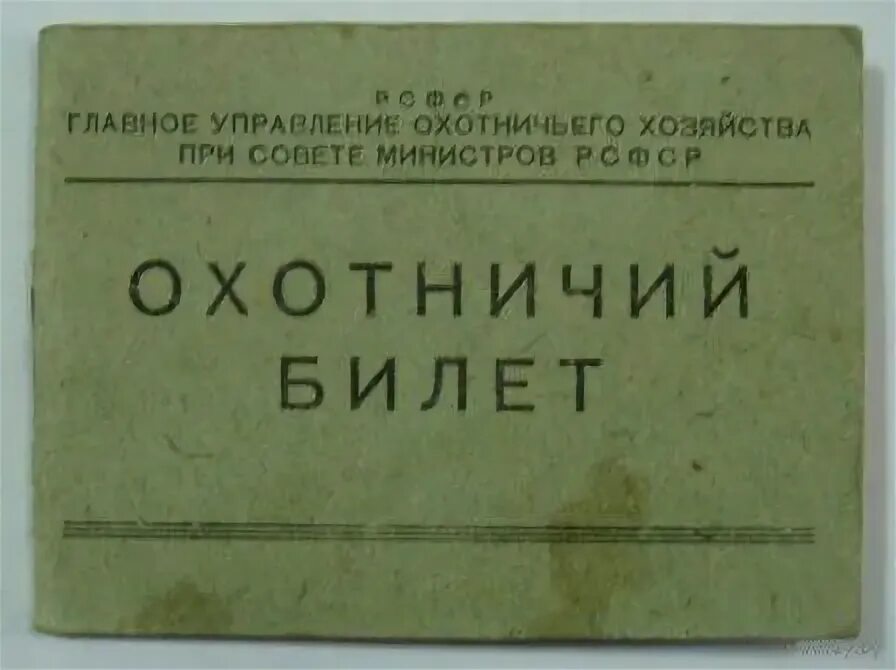 РСФСР
ГЛАВНОЕ УПРАВЛЕНИЕ ОХОТНИЧЬЕГО ХОЗЯЙСТВА
ПРИ СОВЕТЕ МИНИСТРОВ РСФСР
ОХОТНИЧИЙ
БИЛЕТ